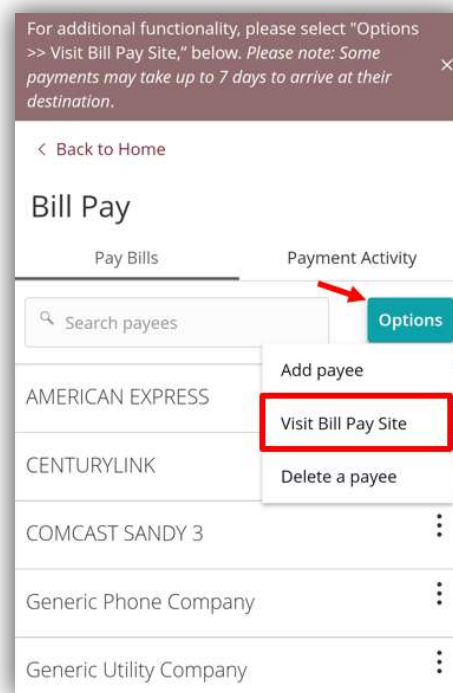 For additional functionality, please select "Options
>> Visit Bill Pay Site,” below. Please note: Some
payments may take up to 7 days to arrive at their
destination.
< Back to Home
Bill Pay
Pay Bills Payment Activity
Search payees Options
Add payee
AMERICAN EXPRESS
Visit Bill Pay Site
CENTURYLINK
Delete a payee
COMCAST SANDY 3
Generic Phone Company
Generic Utility Company